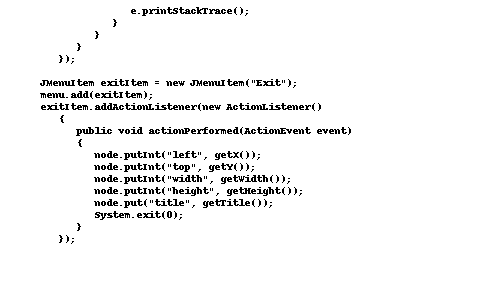 e.printStackTrace();
}
}
}
});
JMenuItem exitItem = new JMenuItem("Exit");
menu.add(exitItem);
exitItem.addActionListener(new ActionListener()
{
public void actionPerformed(ActionEvent event)
{
node.putInt("left", getX());
node.putInt("top", getY());
node.putInt("width", getWidth());
node.putInt("height", getHeight());
node.put("title", getTitle());
System.exit(0);
}
});